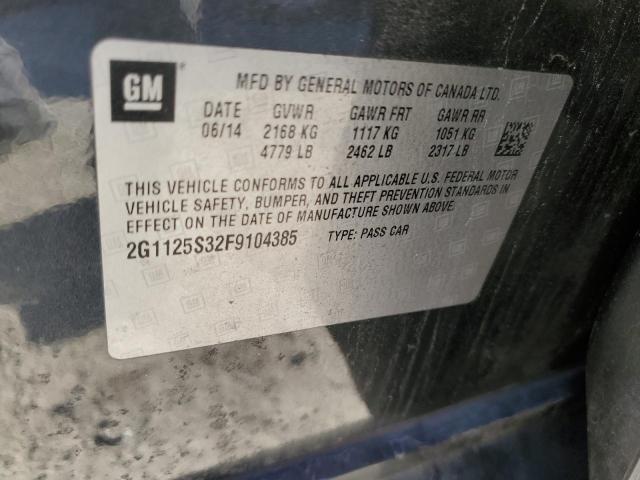 GM
MFD BY GENERAL MOTORS OF CANADA LTD.
DATE GVWR GAWR FRT GAWR RR
06/14 2168 KG 1117 KG 1051 KG
4779 LB 2462 LB 2317 LB
THIS VEHICLE CONFORMS TO ALL APPLICABLE U.S. FEDERAL MOTOR
VEHICLE SAFETY, BUMPER, AND THEFT PREVENTION STANDARDS IN
EFFECT ON THE DATE OF MANUFACTURE SHOWN ABOVE.
2G1125S32F9104385 TYPE: PASS CAR